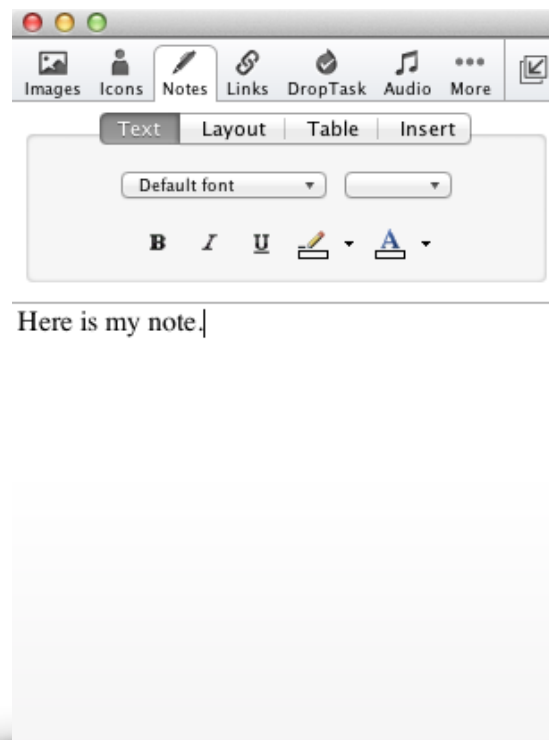 Images Icons Notes Links DropTask Audio More
Text Layout Table Insert
Default font
B I U A
Here is my note.